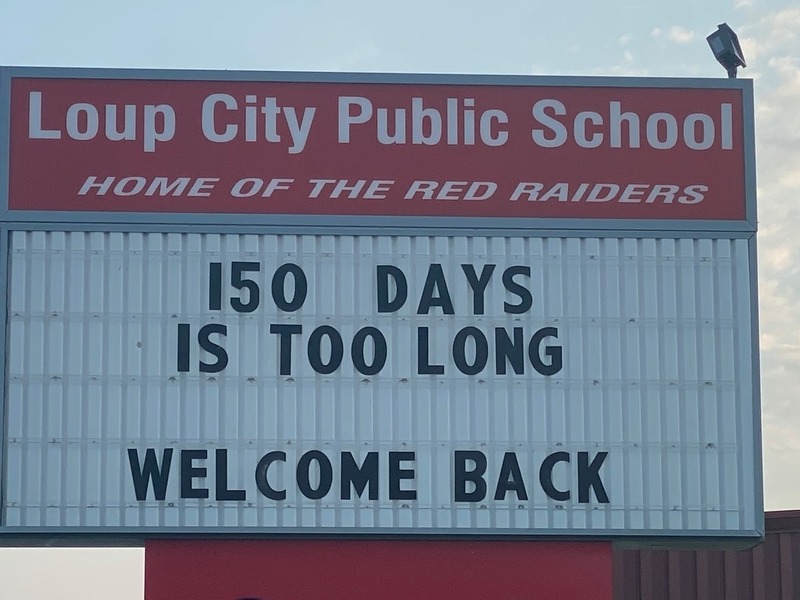 Loup City Public School
HOME OF THE RED RAIDERS
150 DAYS
IS TOO LONG
WELCOME BACK